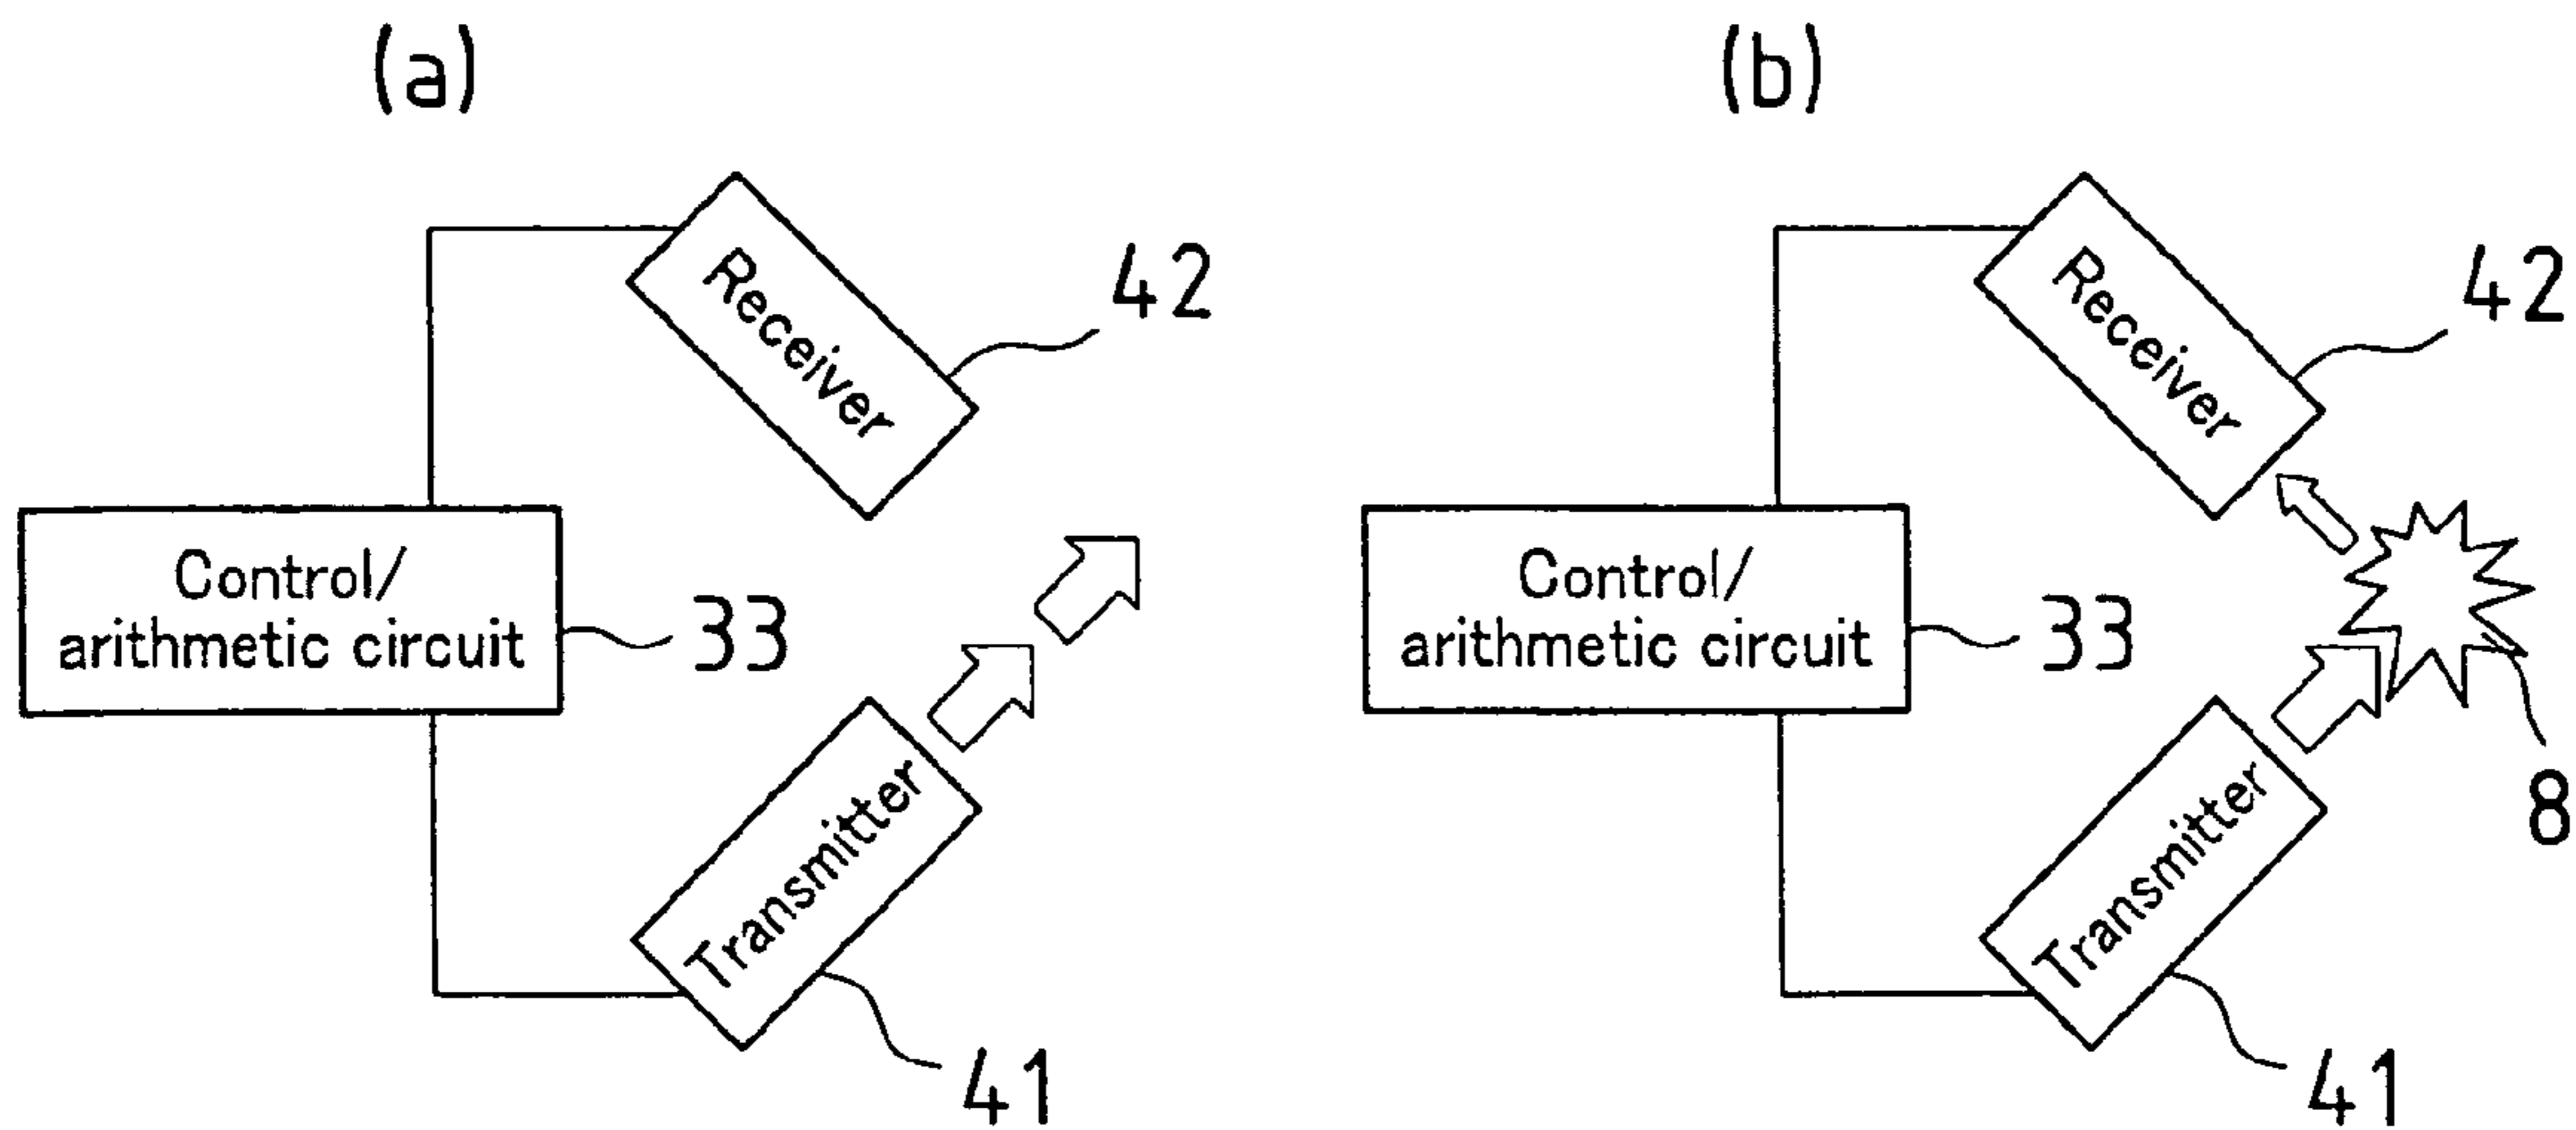 (a)
Receiver
42
Control/
arithmetic circuit
33
Transmitter
41
(b)
Receiver
42
Control/
arithmetic circuit
33
8
Transmitter
41